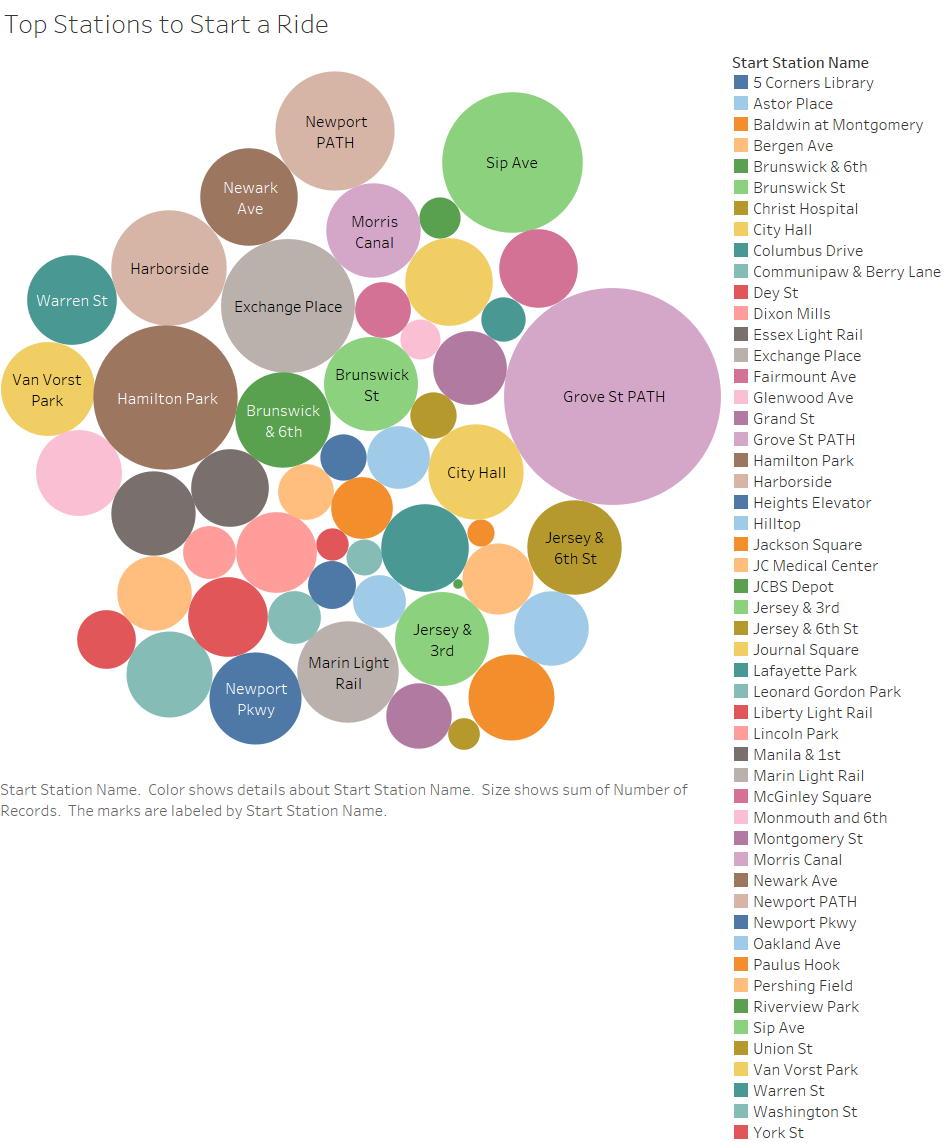 Top Stations to Start a Ride
Newport
PATH
Sip Ave
Newark
Ave
Morris
Canal
Harborside
Warren St
Exchange Place
Van Vorst
Park
Hamilton Park
Brunswick
St
Grove St PATH
Brunswick
& 6th
City Hall
Jersey &
6th St
Jersey &
3rd
Marin Light
Rail
Newport
Pkwy
Start Station Name.  Color shows details about Start Station Name.  Size shows sum of Number of
Records.  The marks are labeled by Start Station Name.
Start Station Name
5 Corners Library
Astor Place
Baldwin at Montgomery
Bergen Ave
Brunswick & 6th
Brunswick St
Christ Hospital
City Hall
Columbus Drive
Communipaw & Berry Lane
Dey St
Dixon Mills
Essex Light Rail
Exchange Place
Fairmount Ave
Glenwood Ave
Grand St
Grove St PATH
Hamilton Park
Harborside
Heights Elevator
Hilltop
Jackson Square
JC Medical Center
JCBS Depot
Jersey & 3rd
Jersey & 6th St
Journal Square
Lafayette Park
Leonard Gordon Park
Liberty Light Rail
Lincoln Park
Manila & 1st
Marin Light Rail
McGinley Square
Monmouth and 6th
Montgomery St
Morris Canal
Newark Ave
Newport PATH
Newport Pkwy
Oakland Ave
Paulus Hook
Pershing Field
Riverview Park
Sip Ave
Union St
Van Vorst Park
Warren St
Washington St
York St